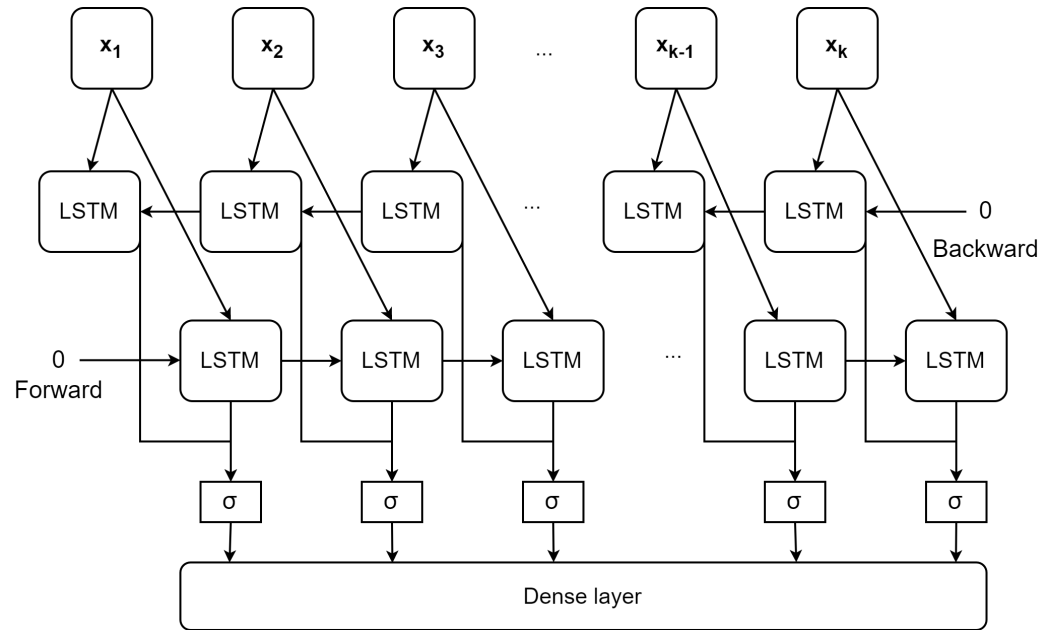 x1 x2 x3 ... xk-1 xk
LSTM LSTM LSTM ... LSTM LSTM 0
Backward
0 LSTM LSTM LSTM ... LSTM LSTM
Forward
σ σ σ σ σ
Dense layer